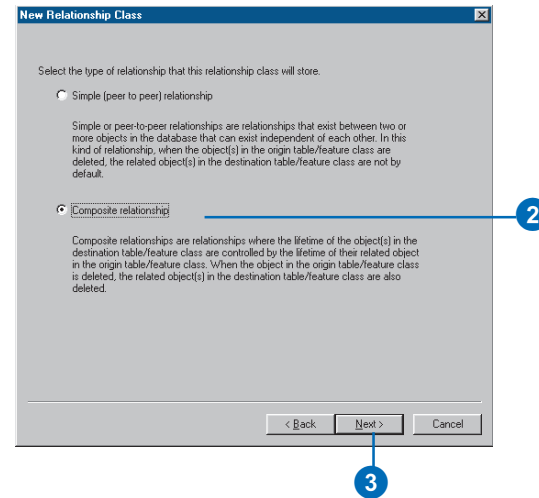 New Relationship Class
Select the type of relationship that this relationship class will store.
Simple (peer to peer) relationship
Simple or peer-to-peer relationships are relationships that exist between two or
more objects in the database that can exist independent of each other. In this
kind of relationship, when the object(s) in the origin table/feature class are
deleted, the related object(s) in the destination table/feature class are not by
default.
Composite relationship
2
Composite relationships are relationships where the lifetime of the object(s) in the
destination table/feature class are controlled by the lifetime of their related object
in the origin table/feature class. When the object in the origin table/feature class
is deleted, the related object(s) in the destination table/feature class are also
deleted.
< Back Next > Cancel
3